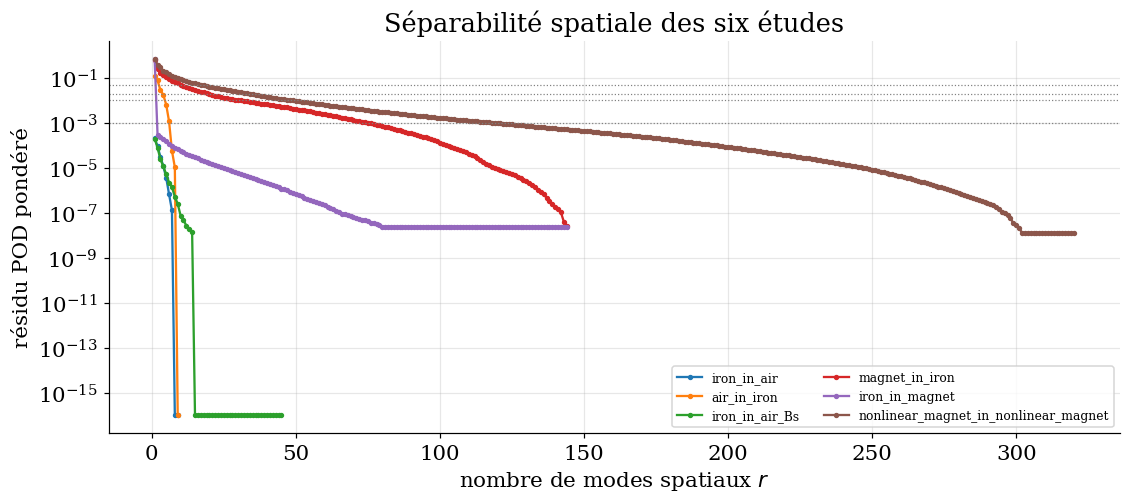 Séparabilité spatiale des six études
résidu POD pondéré
10^{-1}
10^{-3}
10^{-5}
10^{-7}
10^{-9}
10^{-11}
10^{-13}
10^{-15}
0 50 100 150 200 250 300
nombre de modes spatiaux r
iron_in_air
air_in_iron
iron_in_air_Bs
magnet_in_iron
iron_in_magnet
nonlinear_magnet_in_nonlinear_magnet